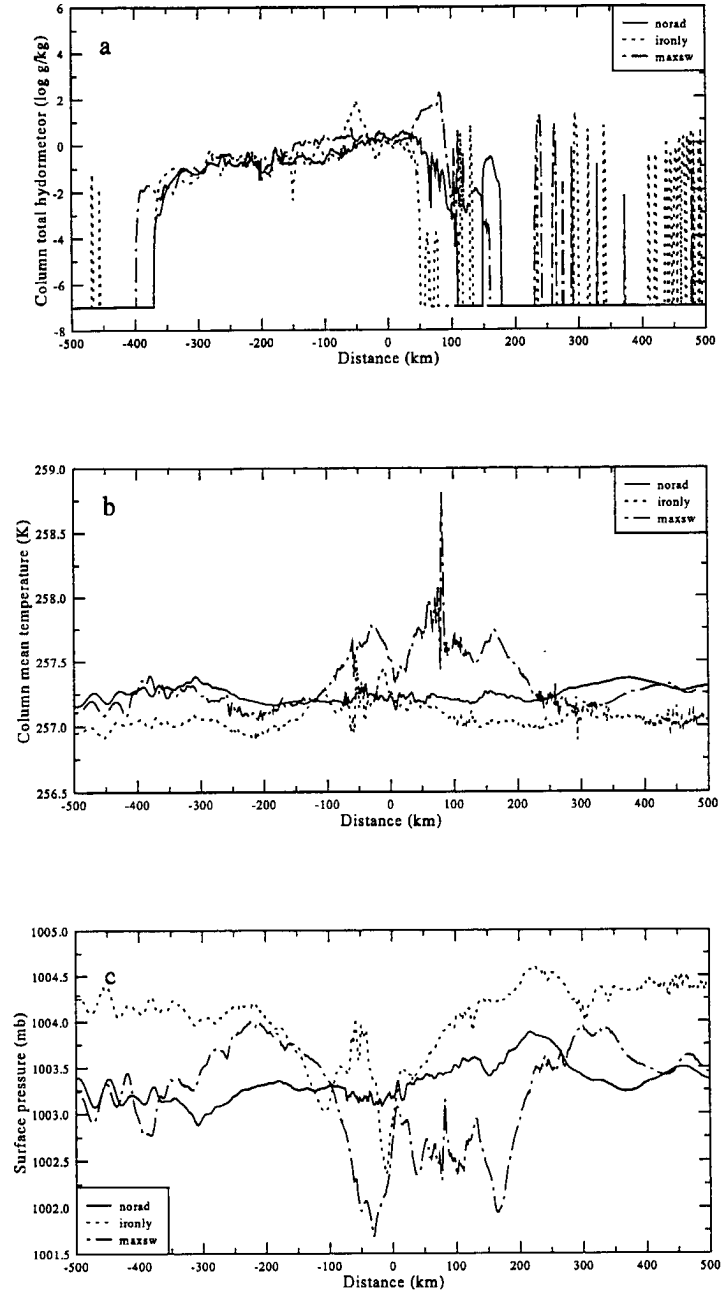 a
norad
ironly
maxsw
Column total hydormeteor (log g/kg)
6
4
2
0
-2
-4
-6
-8
-500 -400 -300 -200 -100 0 100 200 300 400 500
Distance (km)
b
norad
ironly
maxsw
Column mean temperature (K)
259.0
258.5
258.0
257.5
257.0
256.5
-500 -400 -300 -200 -100 0 100 200 300 400 500
Distance (km)
c
Surface pressure (mb)
1005.0
1004.5
1004.0
1003.5
1003.0
1002.5
1002.0
1001.5
norad
ironly
maxsw
-500 -400 -300 -200 -100 0 100 200 300 400 500
Distance (km)